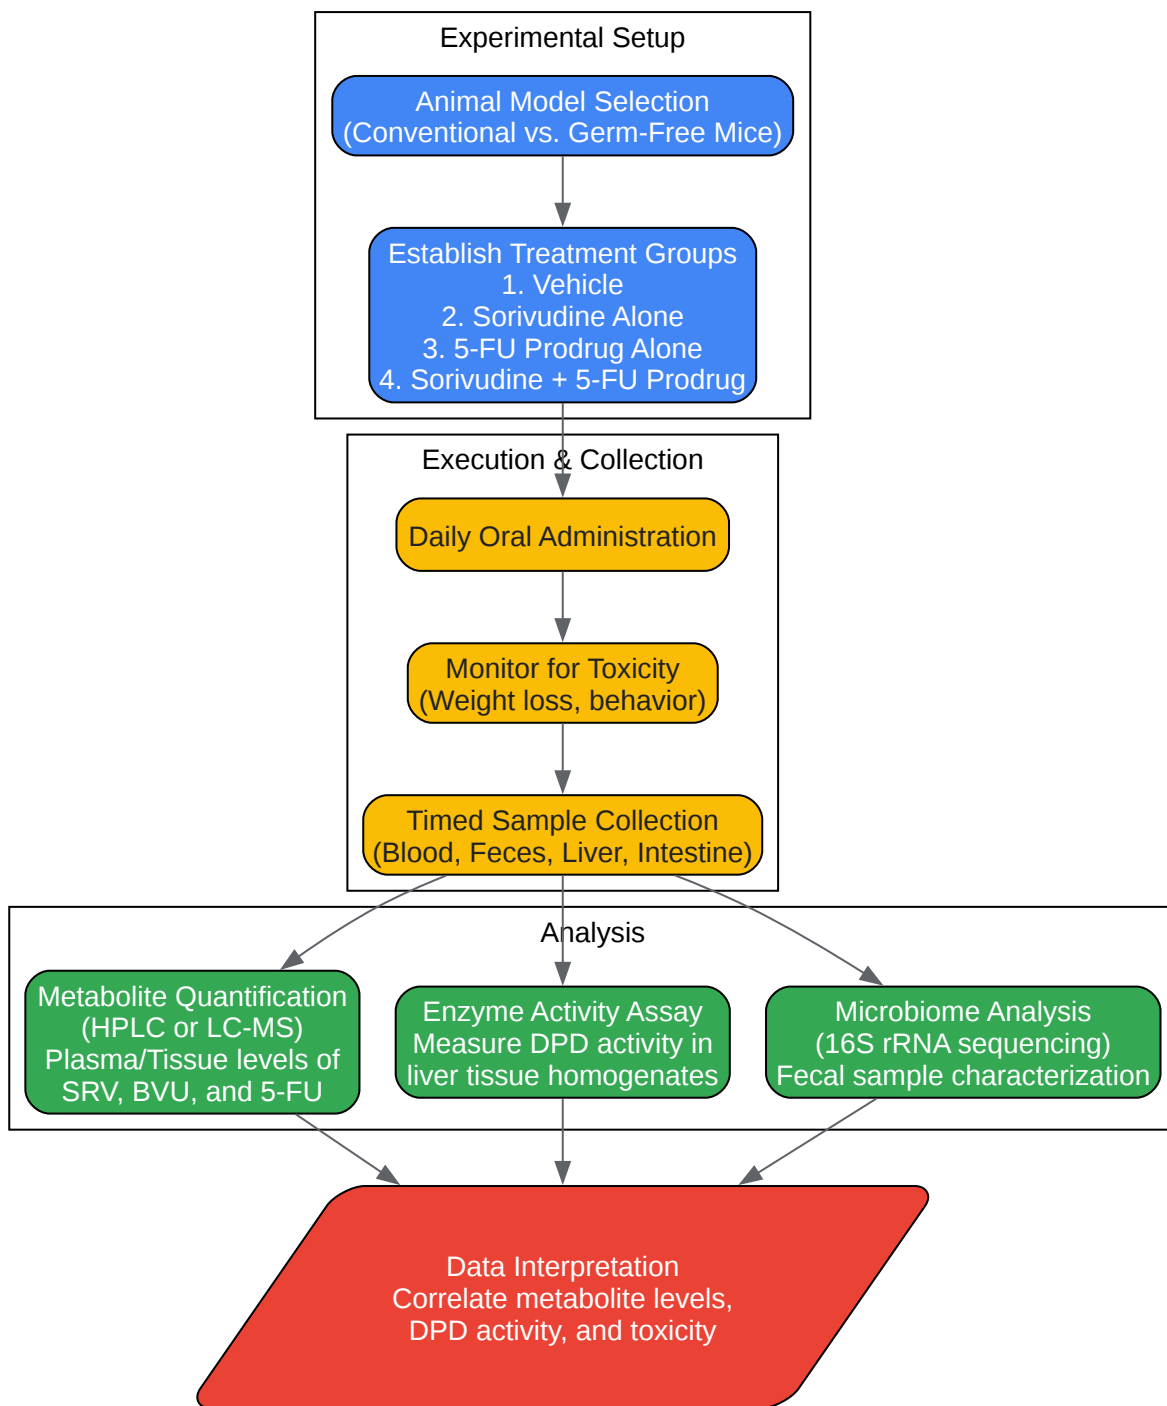 Experimental Setup
Animal Model Selection
(Conventional vs. Germ-Free Mice)
Establish Treatment Groups
1. Vehicle
2. Sorivudine Alone
3. 5-FU Prodrug Alone
4. Sorivudine + 5-FU Prodrug
Execution & Collection
Daily Oral Administration
Monitor for Toxicity
(Weight loss, behavior)
Timed Sample Collection
(Blood, Feces, Liver, Intestine)
Analysis
Metabolite Quantification
(HPLC or LC-MS)
Plasma/Tissue levels of
SRV, BVU, and 5-FU
Enzyme Activity Assay
Measure DPD activity in
liver tissue homogenates
Microbiome Analysis
(16S rRNA sequencing)
Fecal sample characterization
Data Interpretation
Correlate metabolite levels,
DPD activity, and toxicity